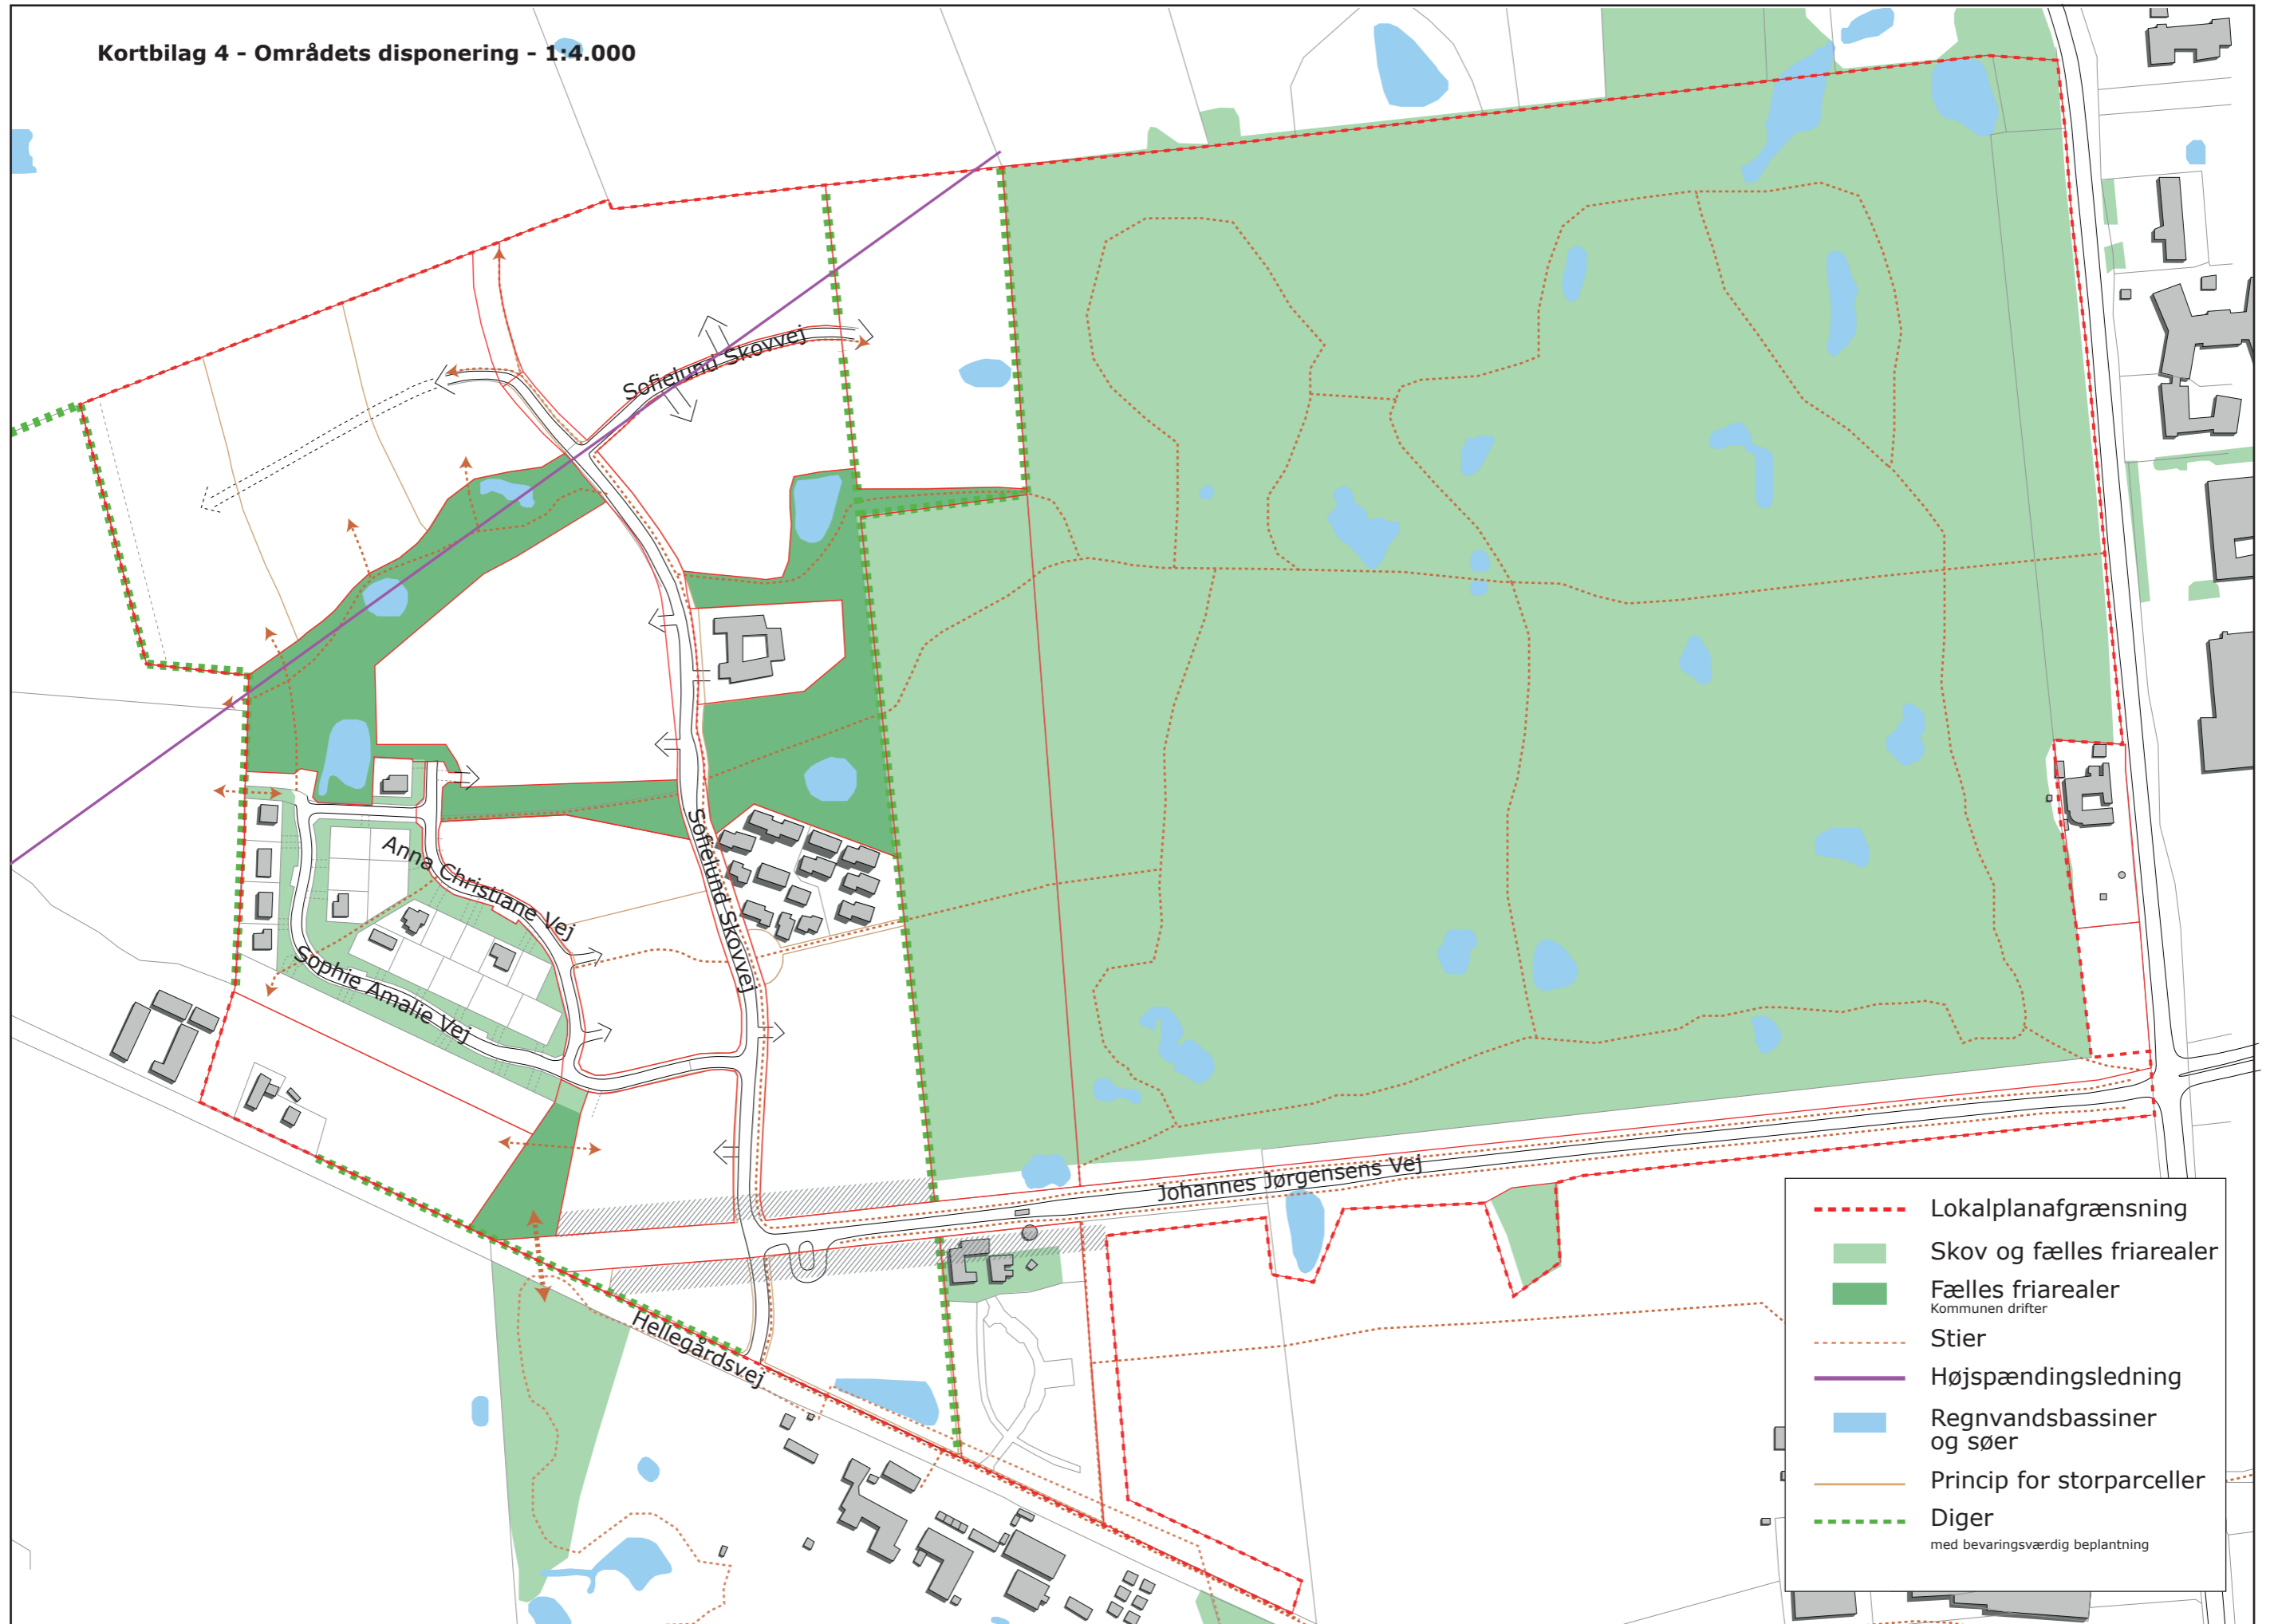 Kortbilag 4 - Områdets disponering - 1:4.000
Sofielund Skovvej
Sofielund Skovvej
Anna Christiane Vej
Sophie Amalie Vej
Johannes Jørgensens Vej
Hellegårdsvej
Lokalplanafgrænsning
Skov og fælles friarealer
Fælles friarealer
Kommunen drifter
Stier
Højspændingsledning
Regnvandsbassiner
og søer
Princip for storparceller
Diger
med bevaringsværdig beplantning